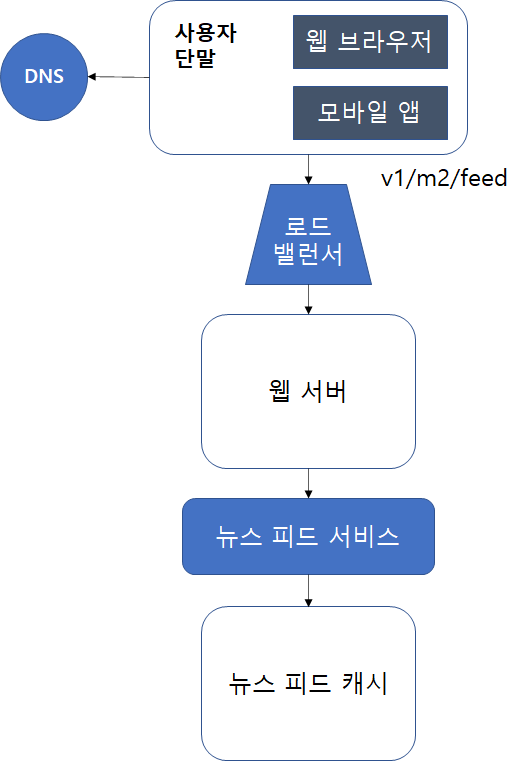 사용자
단말
웹 브라우저
DNS
모바일 앱
v1/m2/feed
로드
밸런서
웹 서버
뉴스 피드 서비스
뉴스 피드 캐시